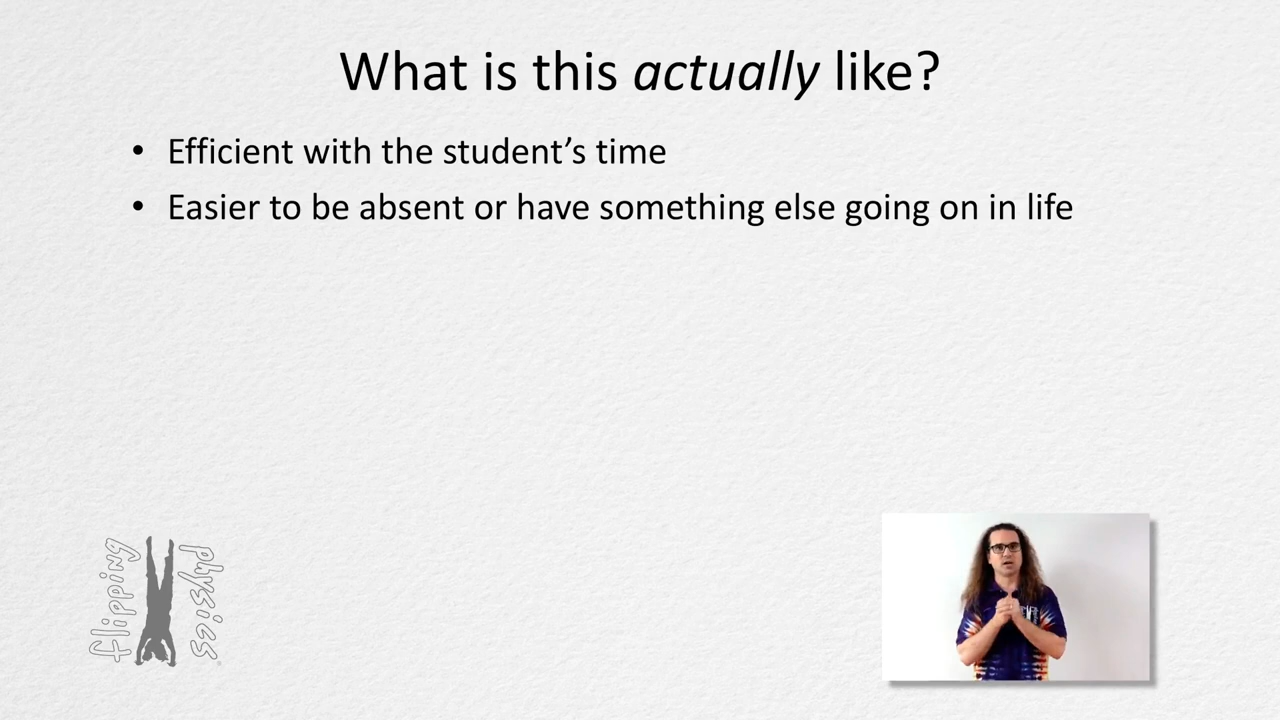 What is this actually like?
• Efficient with the student’s time
• Easier to be absent or have something else going on in life
flipping
physics